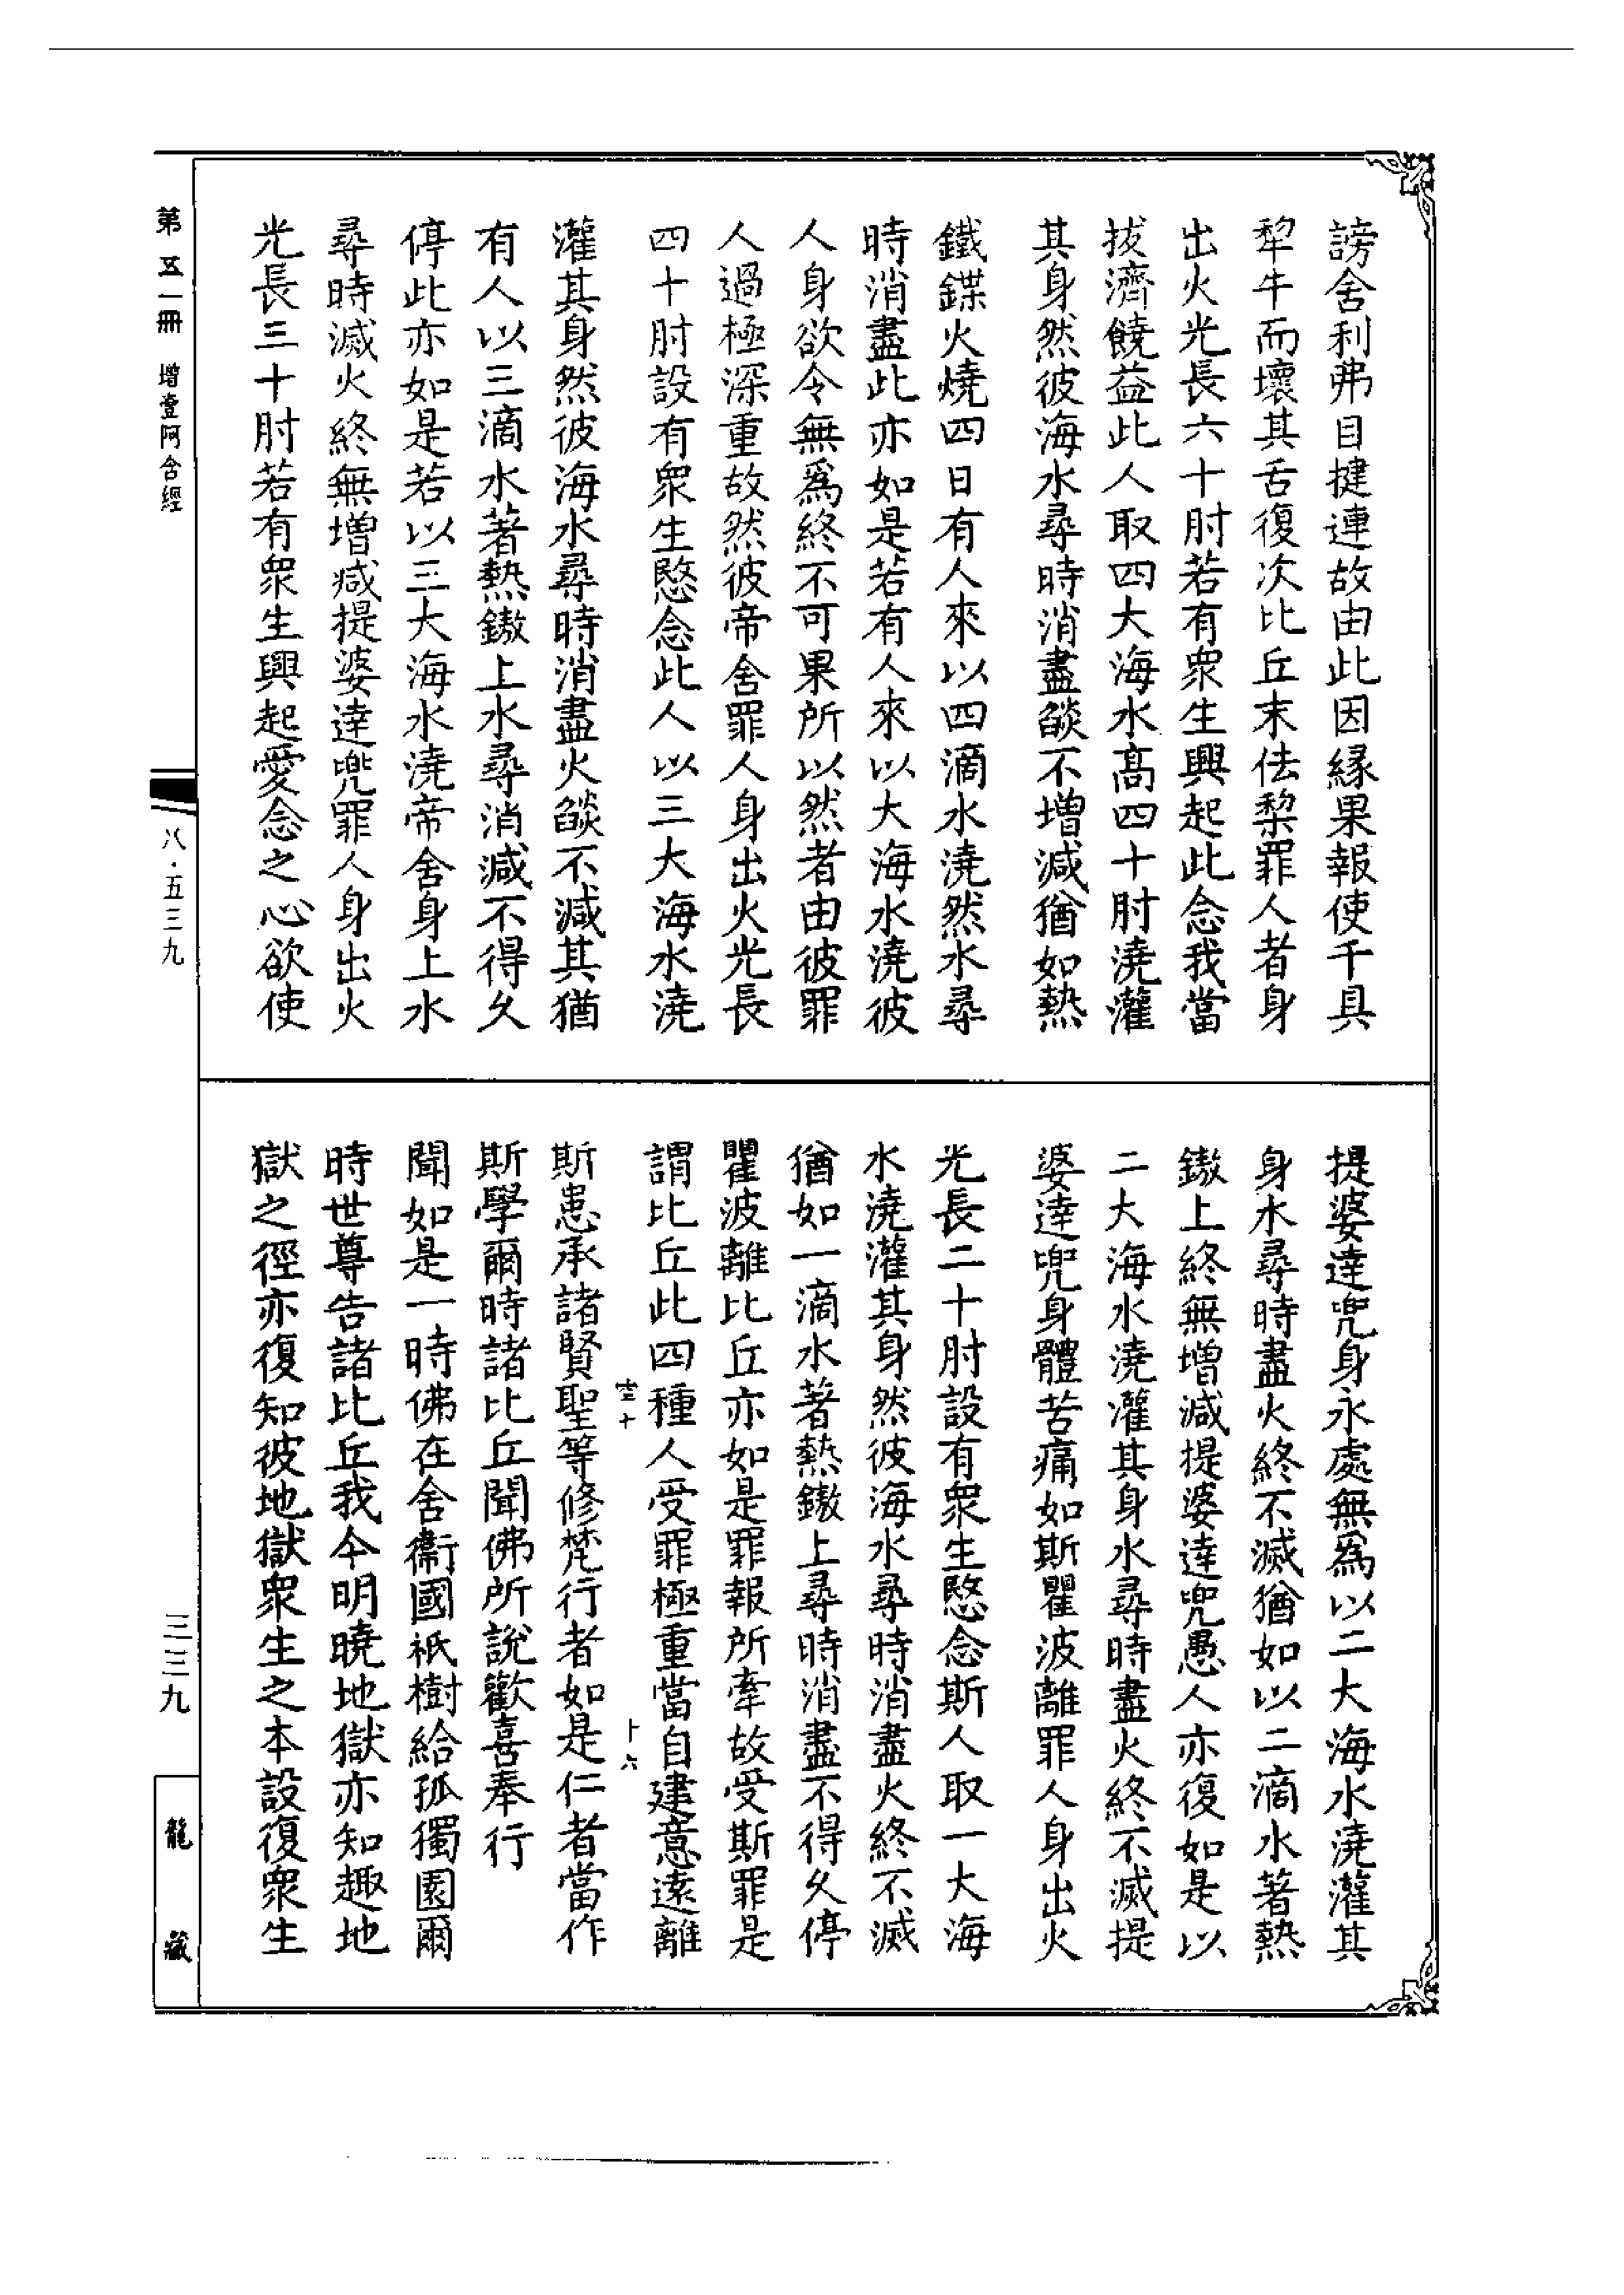 謗舍利弗目揵連故由此因緣果報使千具
犂牛而壞其舌復次比丘末佉犂罪人者身
出火光長六十肘若有衆生興起此念我當
拔濟饒益此人取四大海水高四十肘澆灌
其身然彼海水尋時消盡燄不增減猶如熱
鐵鍱火燒四日有人來以四滴水澆然水尋
時消盡此亦如是若有人來以大海水澆彼
人身欲令無爲終不可果所以然者由彼罪
人過極深重故然彼帝舍罪人身出火光長
四十肘設有衆生愍念此人以三大海水澆
灌其身然彼海水尋時消盡火燄不減其猶
有人以三滴水著熱鏊上水尋消減不得久
停此亦如是若以三大海水澆帝舍身上水
尋時滅火終無增減提婆達兜罪人身出火
光長三十肘若有衆生興起愛念之心欲使
提婆達兜身永處無爲以二大海水澆灌其
身水尋時盡火終不滅猶如以二滴水著熱
鏊上終無增減提婆達兜愚人亦復如是以
二大海水澆灌其身水尋時盡火終不滅提
婆達兜身體苦痛如斯瞿波離罪人身出火
光長二十肘設有衆生愍念斯人取一大海
水澆灌其身然彼海水尋時消盡火終不滅
猶如一滴水著熱鏊上尋時消盡不得久停
瞿波離比丘亦如是罪報所牽故受斯罪是
謂比丘此四種人受罪極重當自建意遠離
斯患承諸賢聖等修梵行者如是仁者當作
斯學爾時諸比丘聞佛所說歡喜奉行
聞如是一時佛在舍衞國祇樹給孤獨園爾
時世尊告諸比丘我今明曉地獄亦知趣地
獄之徑亦復知彼地獄衆生之本設復衆生
十六
第五一冊 增壹阿含經
八·五三九
三三九
龍藏